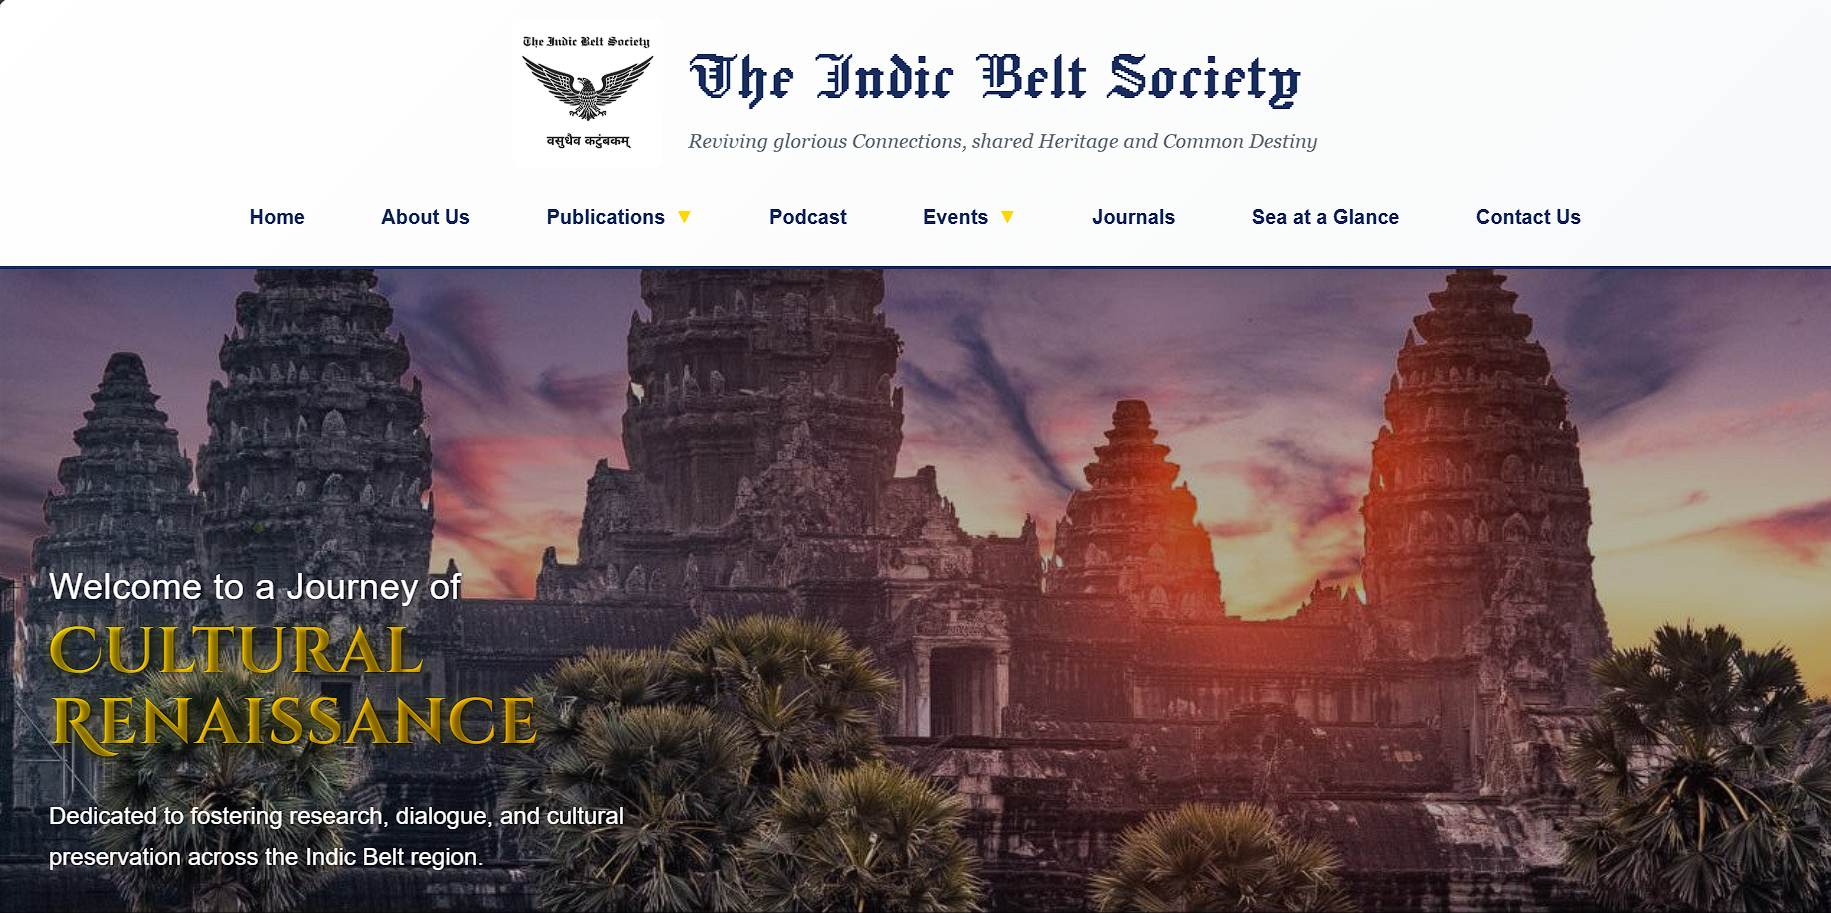 The Indic Belt Society
वसुधैव कटुंबकम्
The Indic Belt Society
Reviving glorious Connections, shared Heritage and Common Destiny
Home About Us Publications ▼ Podcast Events ▼ Journals Sea at a Glance Contact Us
Welcome to a Journey of
Cultural
Renaissance
Dedicated to fostering research, dialogue, and cultural
preservation across the Indic Belt region.